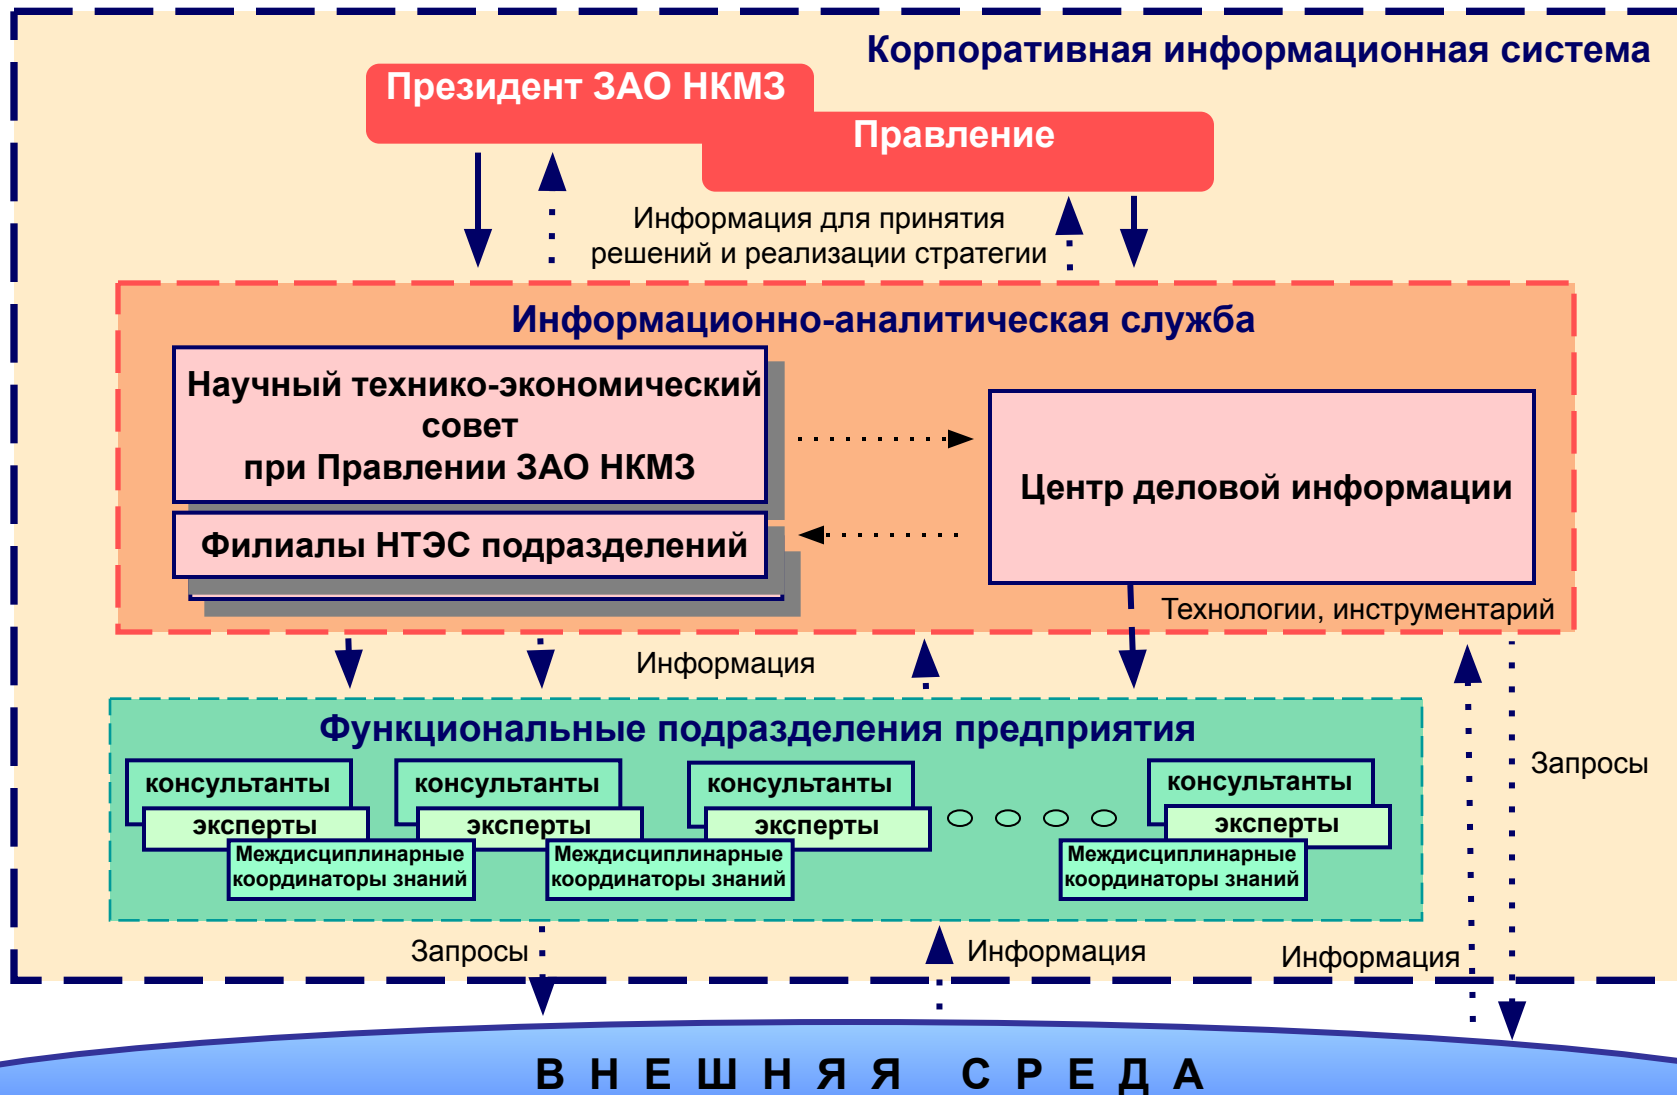 Корпоративная информационная система
Президент ЗАО НКМЗ
Правление
Информация для принятия
решений и реализации стратегии
Информационно-аналитическая служба
Научный технико-экономический
совет
при Правлении ЗАО НКМЗ
Филиалы НТЭС подразделений
Центр деловой информации
Технологии, инструментарий
Информация
Функциональные подразделения предприятия
консультанты
эксперты
Междисциплинарные
координаторы знаний
консультанты
эксперты
Междисциплинарные
координаторы знаний
консультанты
эксперты
консультанты
эксперты
Междисциплинарные
координаторы знаний
Запросы
Запросы
Информация
Информация
ВНЕШНЯЯ СРЕДА